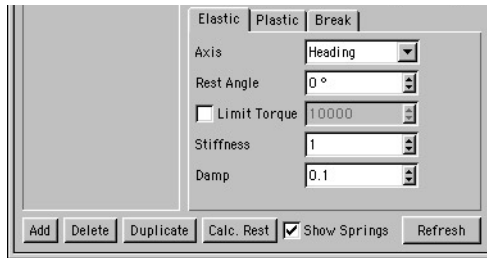 Elastic Plastic Break
Axis Heading
Rest Angle 0 °
Limit Torque 10000
Stiffness 1
Damp 0.1
Add Delete Duplicate Calc. Rest Show Springs Refresh